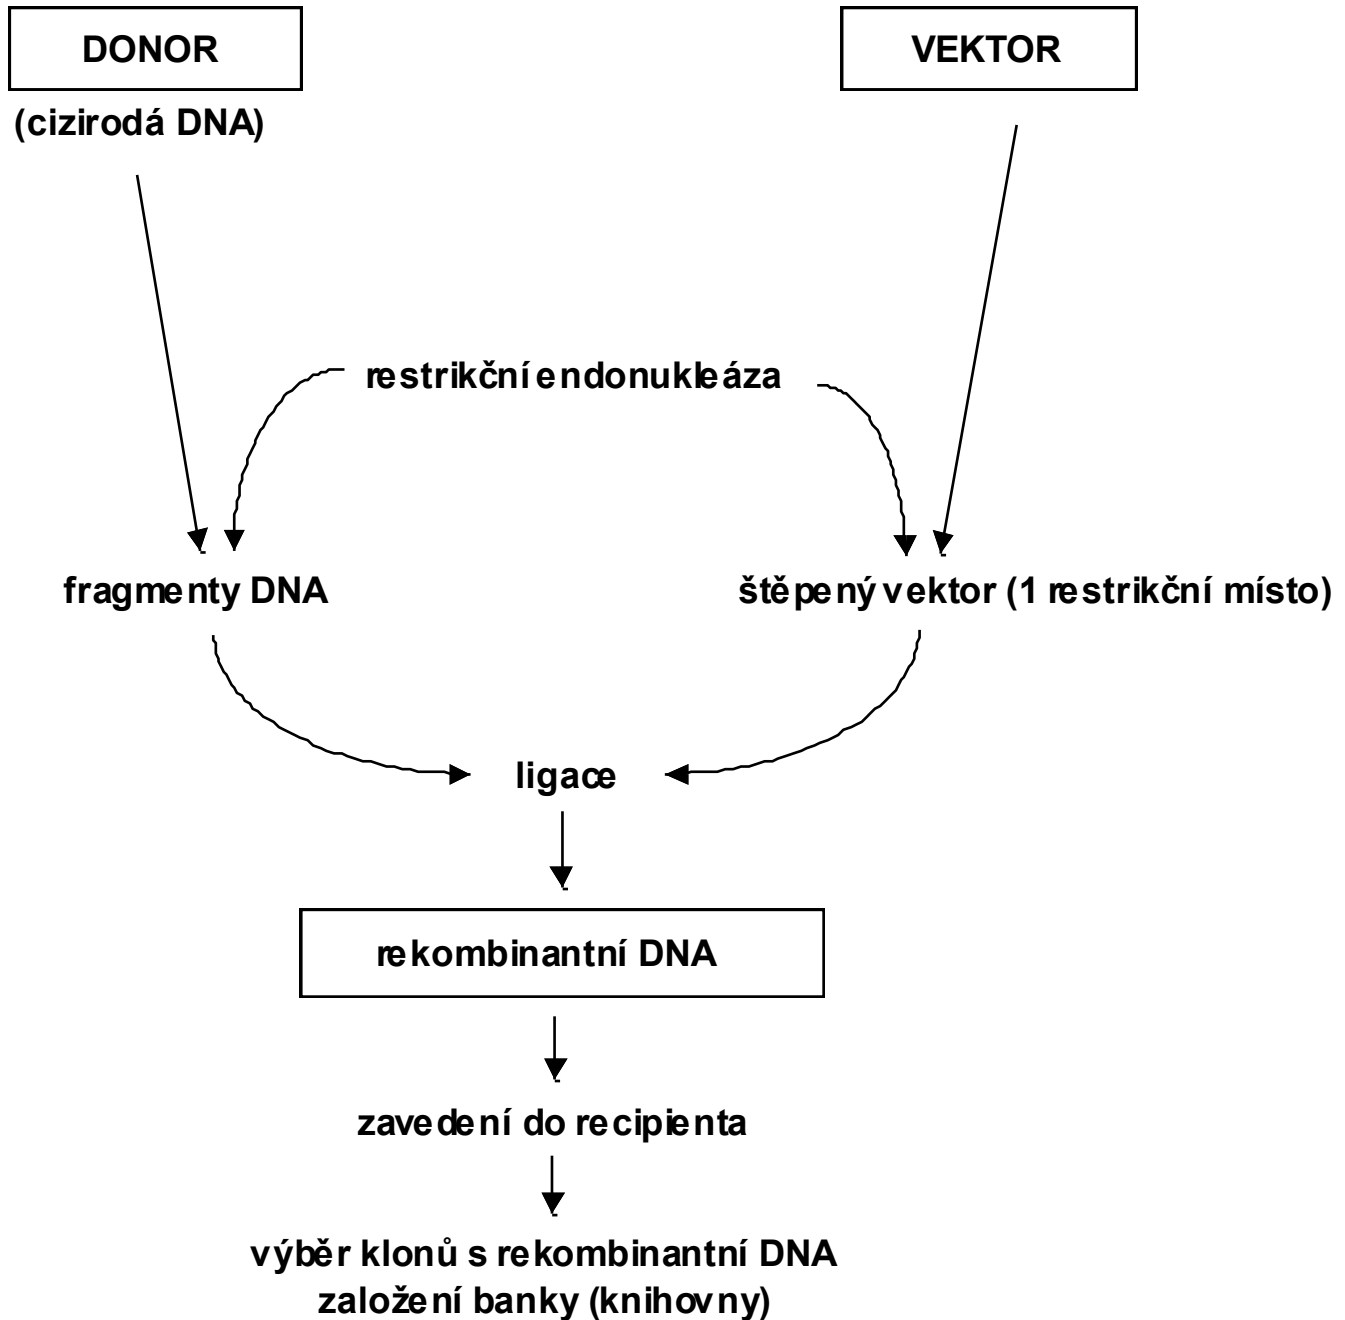 DONOR
VEKTOR
(cizirodá DNA)
restrikční endonukleáza
fragmenty DNA
štěpený vektor (1 restrikční místo)
ligace
rekombinantní DNA
zavedení do recipienta
výběr klonů s rekombinantní DNA
založení banky (knihovny)